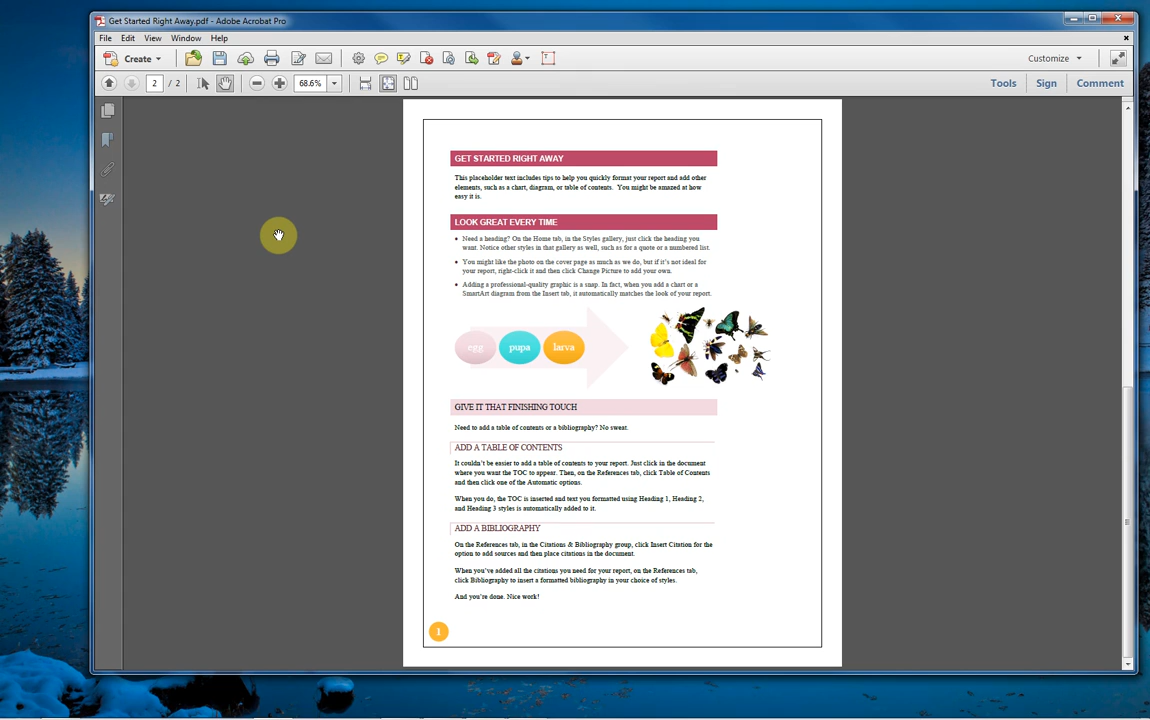 Get Started Right Away.pdf - Adobe Acrobat Pro
File Edit View Window Help
Create
Customize
2 / 2
68.6%
Tools Sign Comment
GET STARTED RIGHT AWAY
This placeholder text includes tips to help you quickly format your report and add other
elements, such as a chart, diagram, or table of contents. You might be amazed at how
easy it is.
LOOK GREAT EVERY TIME
• Need a heading? On the Home tab, in the Styles gallery, just click the heading you
want. Notice other styles in that gallery as well, such as for a quote or a numbered list.
• You might like the photo on the cover page as much as we do, but if it's not ideal for
your report, right-click it and then click Change Picture to add your own.
• Adding a professional-quality graphic is a snap. In fact, when you add a chart or a
SmartArt diagram from the Insert tab, it automatically matches the look of your report.
egg pupa larva
GIVE IT THAT FINISHING TOUCH
Need to add a table of contents or a bibliography? No sweat.
ADD A TABLE OF CONTENTS
It couldn't be easier to add a table of contents to your report. Just click in the document
where you want the TOC to appear. Then, on the References tab, click Table of Contents
and then click one of the Automatic options.
When you do, the TOC is inserted and text you formatted using Heading 1, Heading 2,
and Heading 3 styles is automatically added to it.
ADD A BIBLIOGRAPHY
On the References tab, in the Citations & Bibliography group, click Insert Citation for the
option to add sources and then place citations in the document.
When you've added all the citations you need for your report, on the References tab,
click Bibliography to insert a formatted bibliography in your choice of styles.
And you're done. Nice work!
1